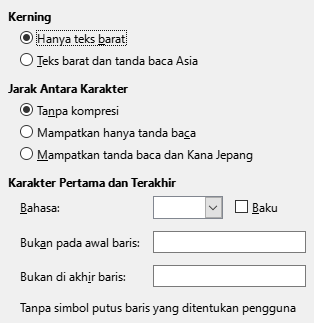 Kerning
Hanya teks barat
Teks barat dan tanda baca Asia
Jarak Antara Karakter
Tanpa kompresi
Mampatkan hanya tanda baca
Mampatkan tanda baca dan Kana Jepang
Karakter Pertama dan Terakhir
Bahasa:
Baku
Bukan pada awal baris:
Bukan di akhir baris:
Tanpa simbol putus baris yang ditentukan pengguna